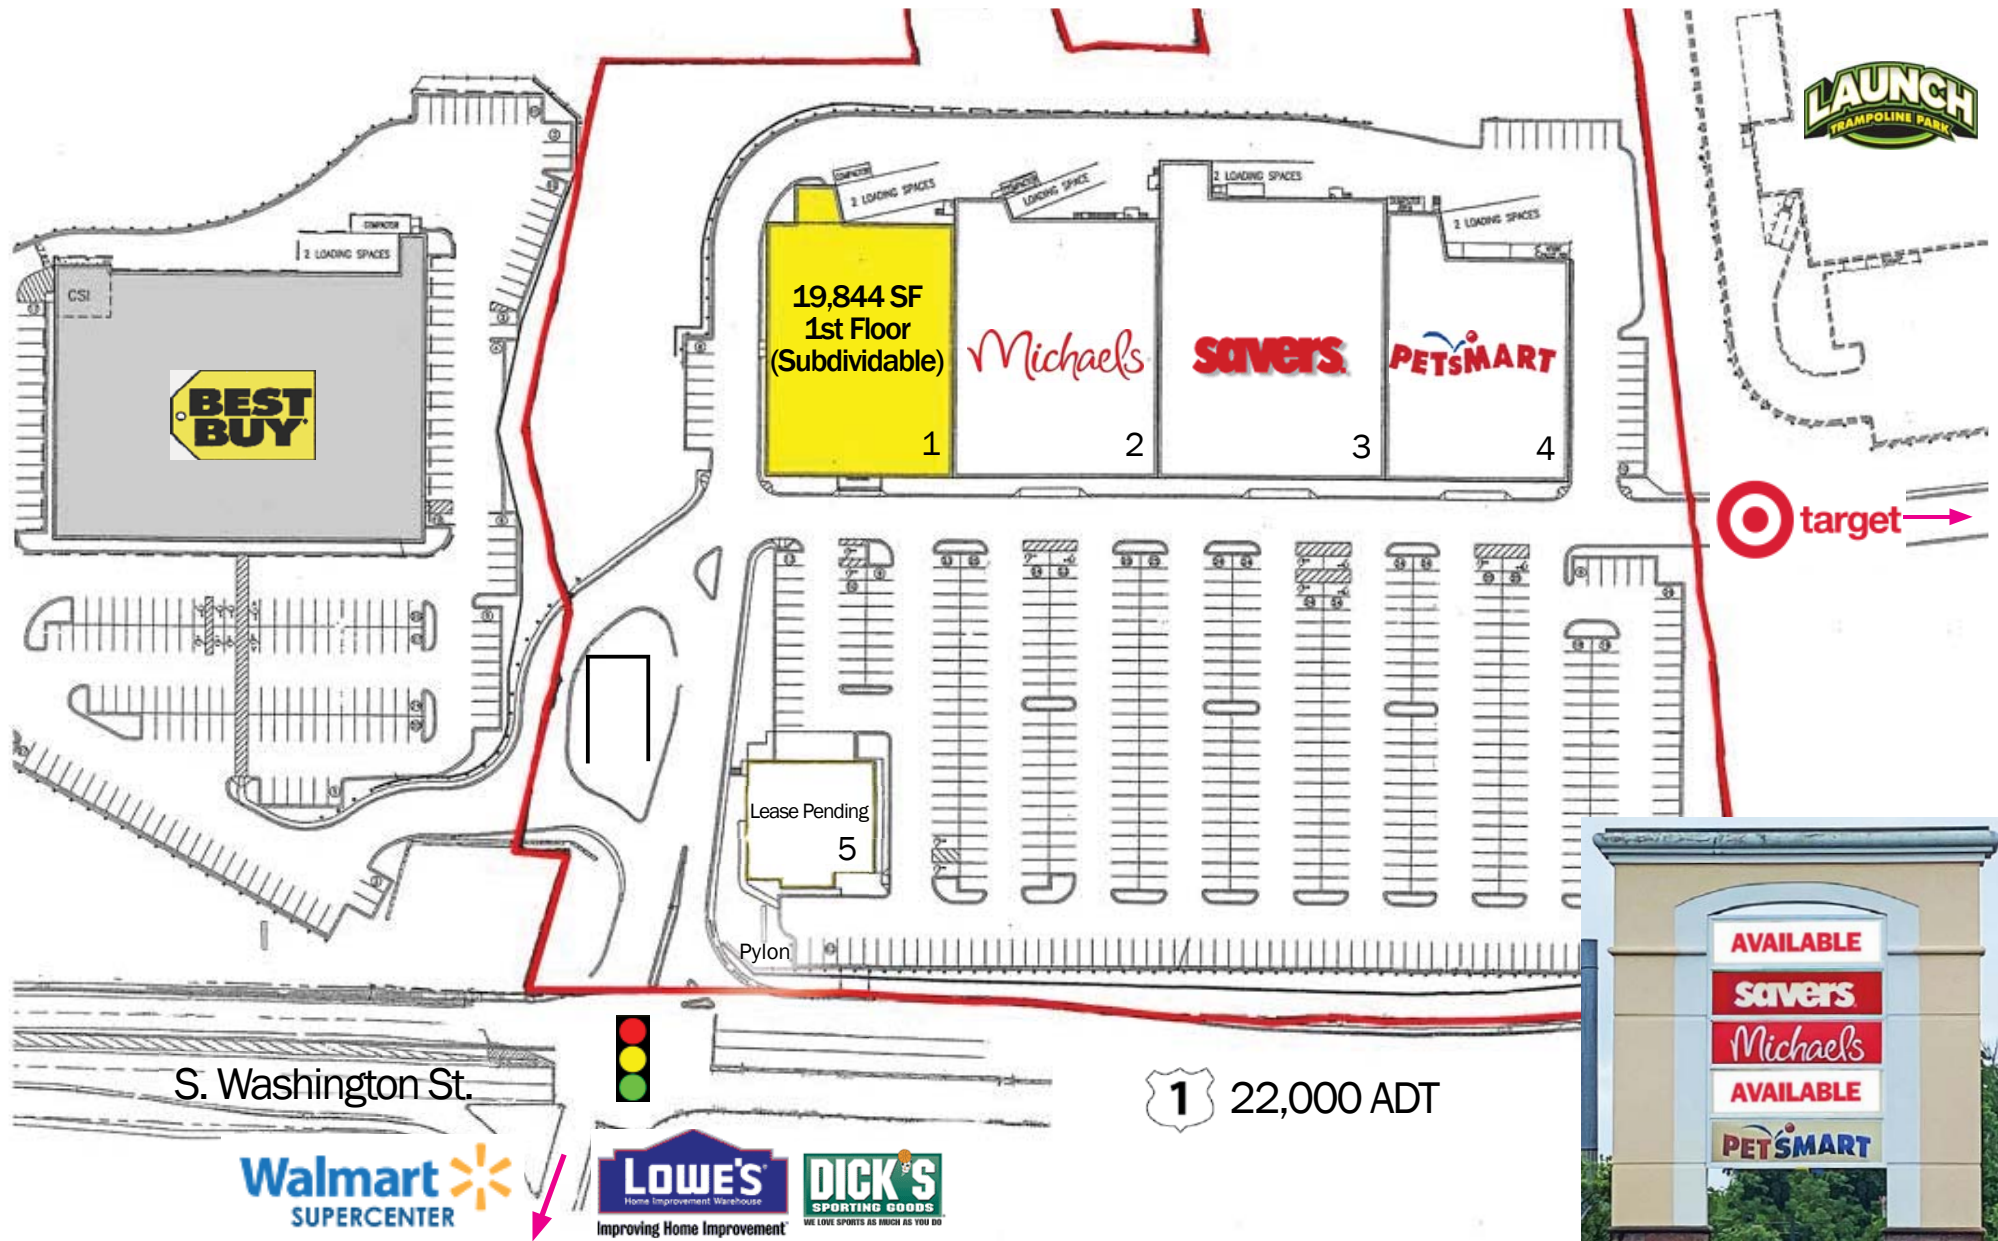 LAUNCH
TRAMPOLINE PARK
COMPACTOR
2 LOADING SPACES
COMPACTOR
LOADING SPACE
2 LOADING SPACES
2 LOADING SPACES
COMPACTOR
2 LOADING SPACES
CSI
BEST
BUY
19,844 SF
1st Floor
(Subdividable)
1
Michaels
2
savers
3
PETSMART
4
target
Lease Pending
5
Pylon
S. Washington St.
1
22,000 ADT
Walmart
SUPERCENTER
LOWE'S
Home Improvement Warehouse
Improving Home Improvement
DICK'S
SPORTING GOODS
WE LOVE SPORTS AS MUCH AS YOU DO
AVAILABLE
savers
Michaels
AVAILABLE
PETSMART